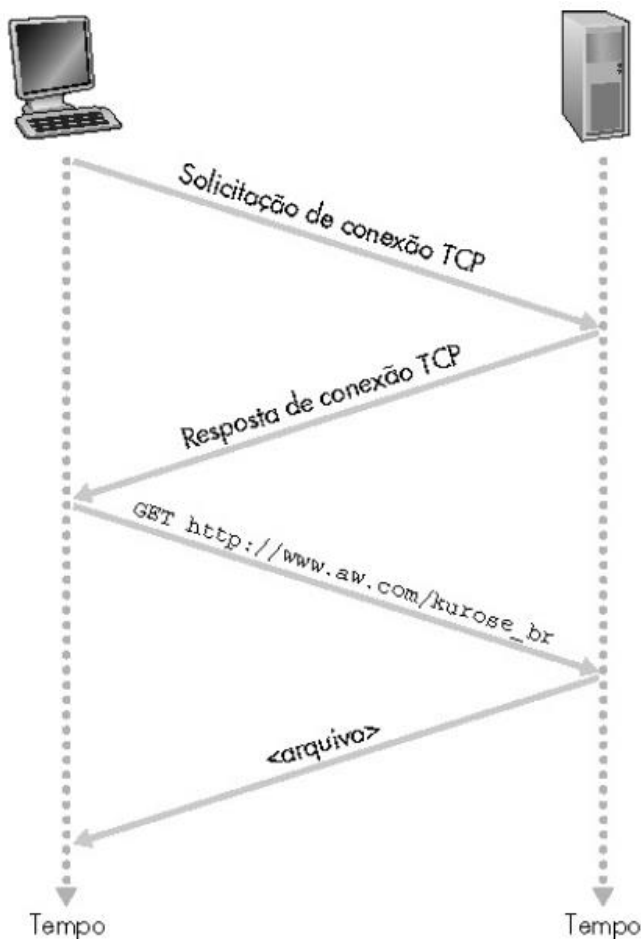 Solicitação de conexão TCP
Resposta de conexão TCP
GET http://www.aw.com/kurose_br
<arquivo>
Tempo
Tempo